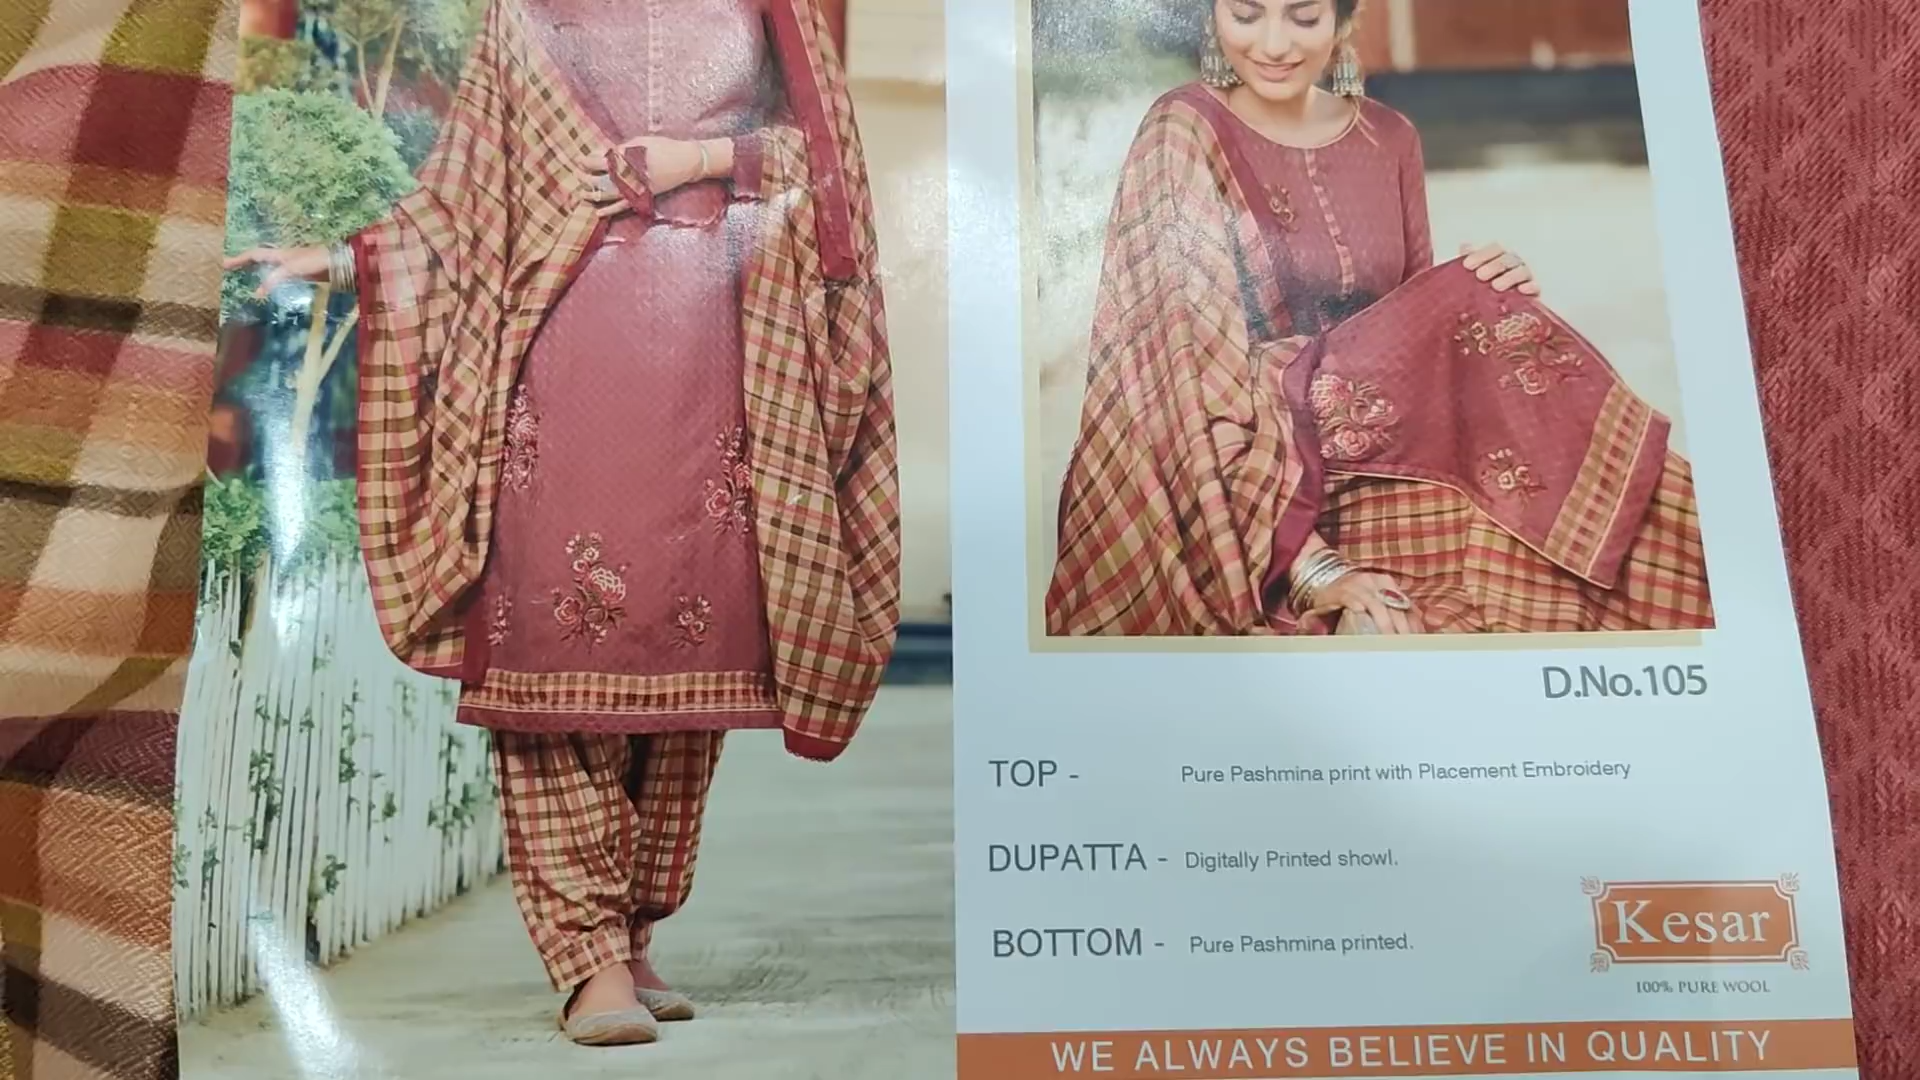 D.No.105
TOP - Pure Pashmina print with Placement Embroidery
DUPATTA - Digitally Printed showl.
BOTTOM - Pure Pashmina printed.
Kesar
100% PURE WOOL
WE ALWAYS BELIEVE IN QUALITY